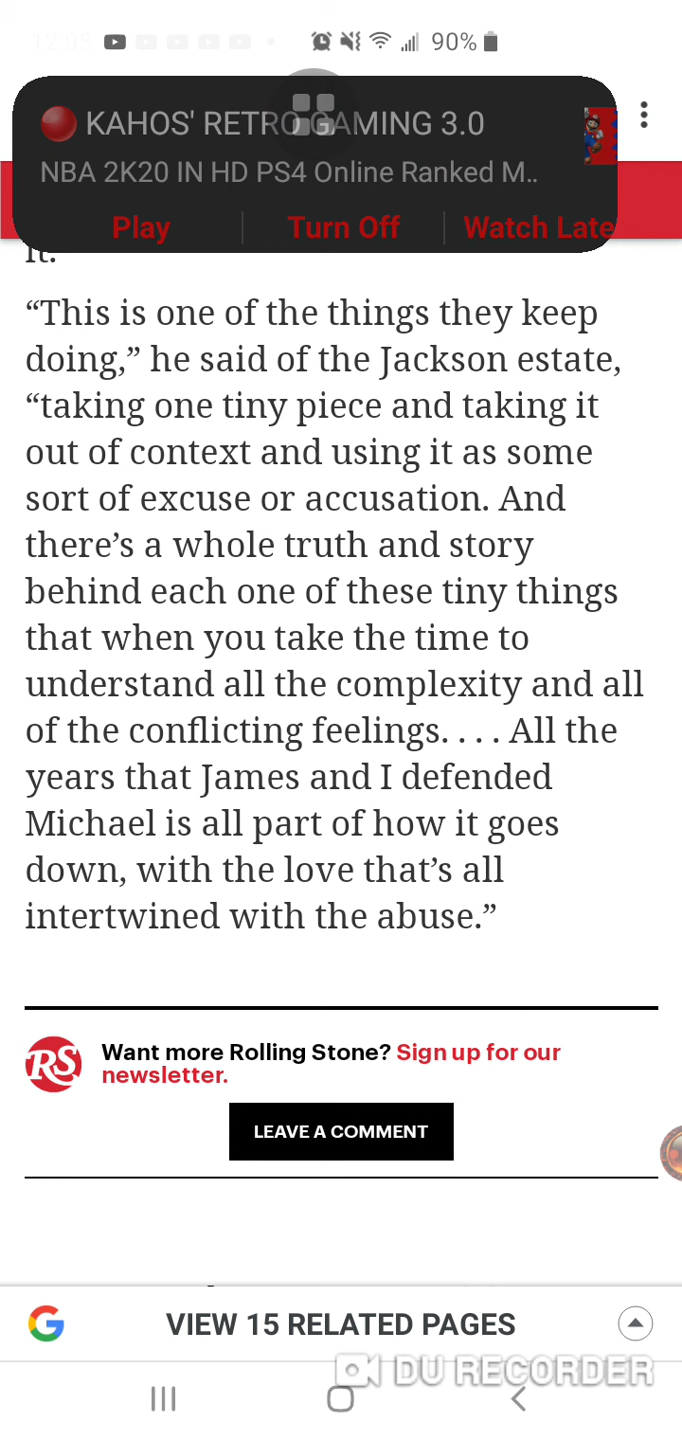 12:05 90%
KAHOS' RETRO GAMING 3.0
NBA 2K20 IN HD PS4 Online Ranked M..
Play Turn Off Watch Late
it.
“This is one of the things they keep
doing,” he said of the Jackson estate,
“taking one tiny piece and taking it
out of context and using it as some
sort of excuse or accusation. And
there’s a whole truth and story
behind each one of these tiny things
that when you take the time to
understand all the complexity and all
of the conflicting feelings. . . . All the
years that James and I defended
Michael is all part of how it goes
down, with the love that’s all
intertwined with the abuse.”
RS
Want more Rolling Stone? Sign up for our
newsletter.
LEAVE A COMMENT
G
VIEW 15 RELATED PAGES
DU RECORDER